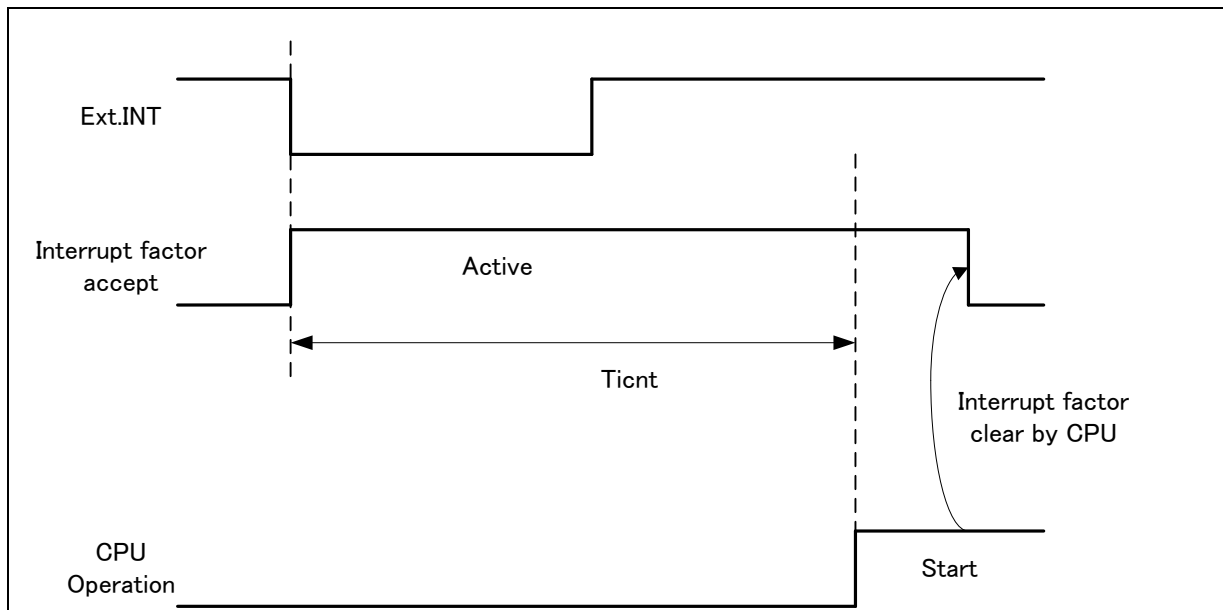 Ext.INT
Interrupt factor
accept
Active
Ticnt
Interrupt factor
clear by CPU
CPU
Operation
Start